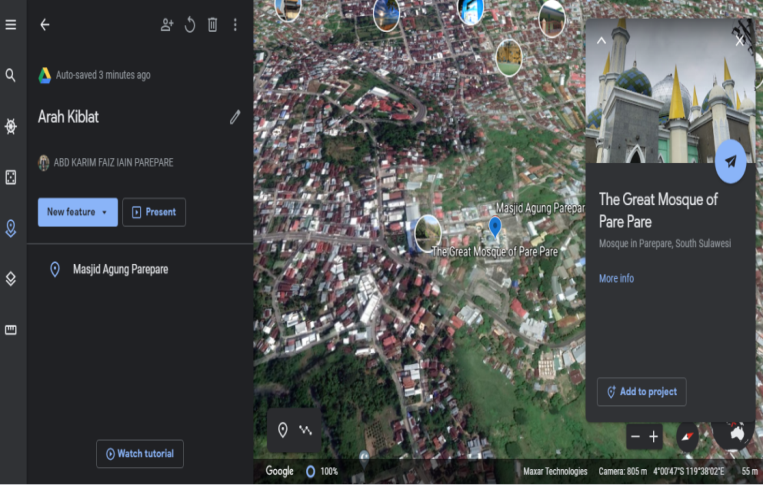 Auto-saved 3 minutes ago
Arah Kiblat
ABD KARIM FAIZ IAIN PAREPARE
New feature
Present
Masjid Agung Parepare
Watch tutorial
Masjid Agung Parepar
The Great Mosque of Pare Pare
The Great Mosque of
Pare Pare
Mosque in Parepare, South Sulawesi
More info
Add to project
Google
100%
Maxar Technologies
Camera: 805 m
4°00'47"S 119°38'02"E
55 m